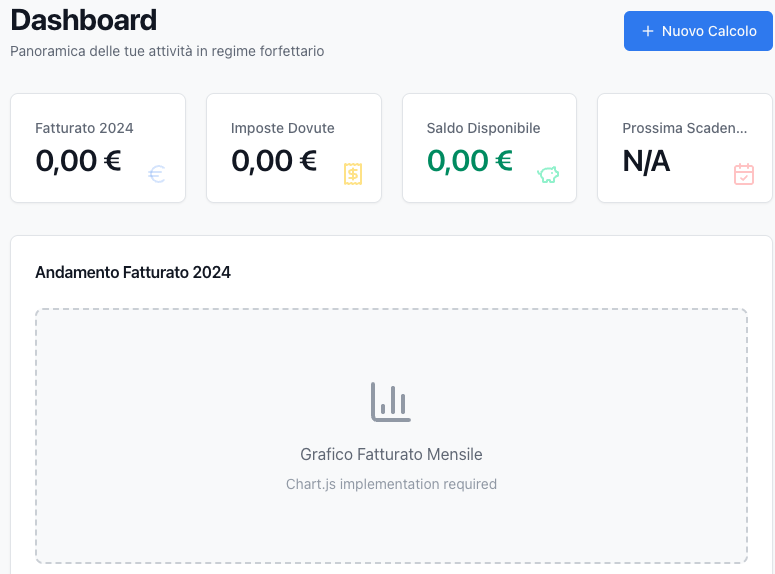 Dashboard
Panoramica delle tue attività in regime forfettario
+ Nuovo Calcolo
Fatturato 2024
0,00 €
Imposte Dovute
0,00 €
Saldo Disponibile
0,00 €
Prossima Scaden...
N/A
Andamento Fatturato 2024
Grafico Fatturato Mensile
Chart.js implementation required